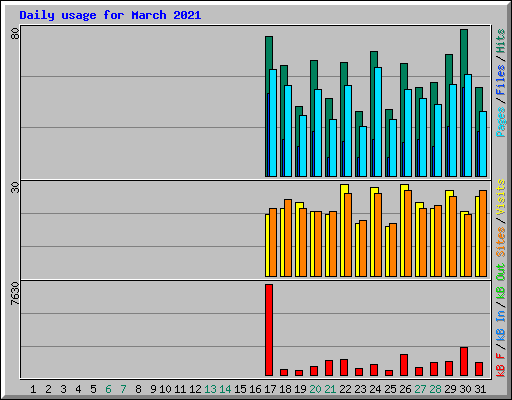 Daily usage for March 2021
80
30
7630
Pages/Files/Hits
Sites/Visits
kB F/kB In/kB Out
1 2 3 4 5 6 7 8 9 10 11 12 13 14 15 16 17 18 19 20 21 22 23 24 25 26 27 28 29 30 31